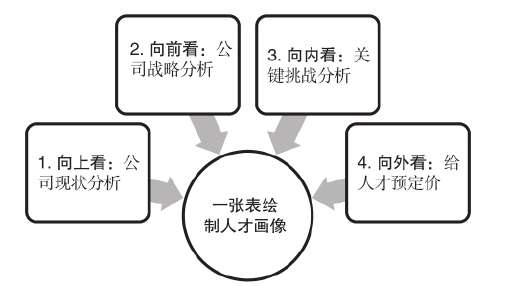 1. 向上看：公
司现状分析
2. 向前看：公
司战略分析
3. 向内看：关
键挑战分析
4. 向外看：给
人才预定价
一张表绘
制人才画像